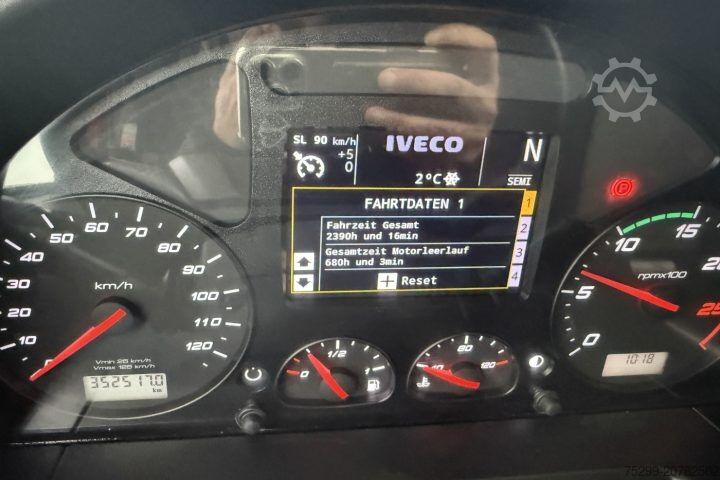 SL 90 km/h
+5
0
IVECO
N
2°C
SEMI
FAHRTDATEN 1
Fahrzeit Gesamt
2390h und 16min
Gesamtzeit Motorleerlauf
680h und 3min
Reset
1
2
3
4
0
10
20
30
40
50
60
70
80
90
100
110
120
km/h
Vmin 25 km/h
Vmax 125 km/h
352517.0
km
0
1/2
1
40
80
120
P
0
5
10
15
20
25
rpmx100
10:18